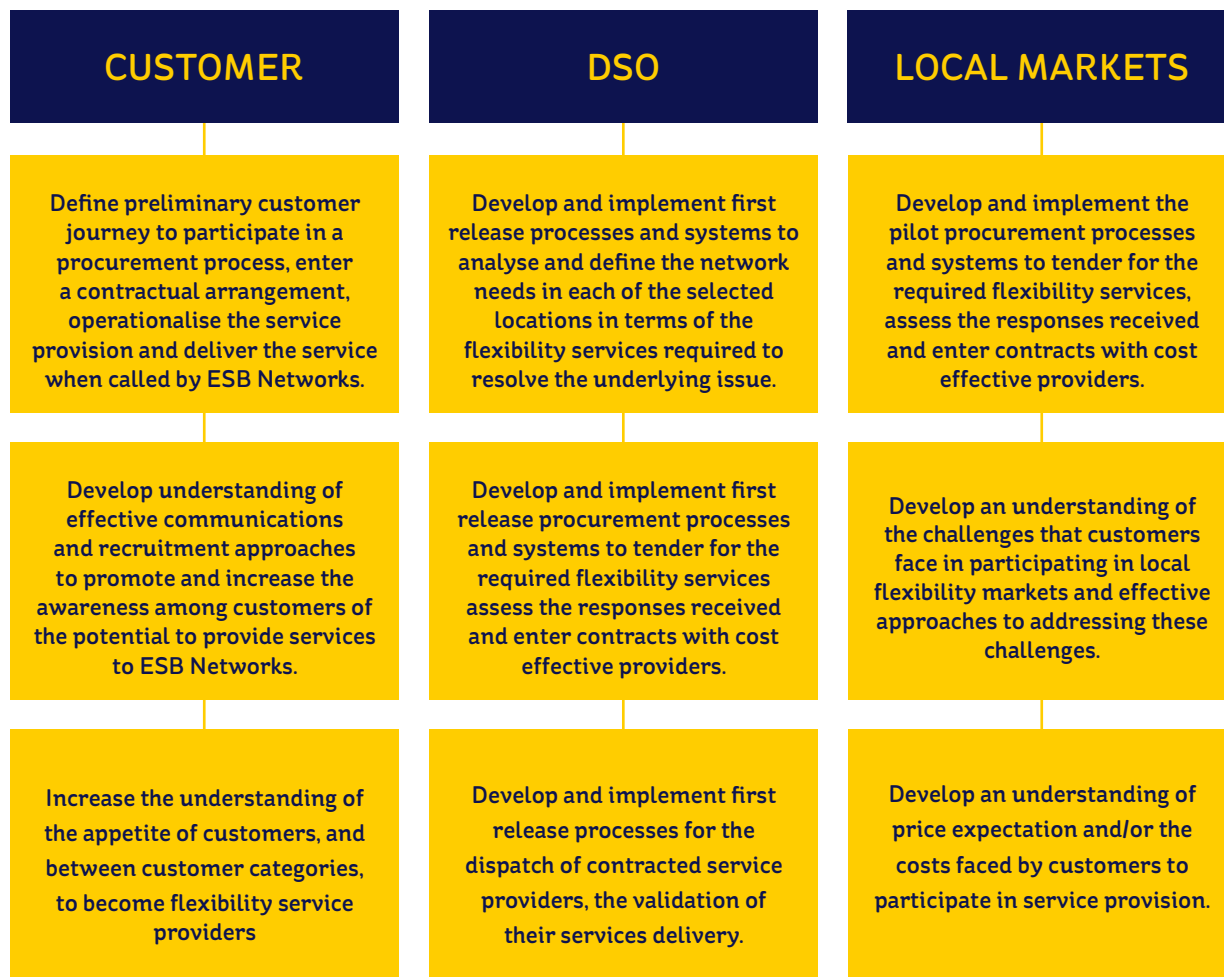 CUSTOMER
Define preliminary customer
journey to participate in a
procurement process, enter
a contractual arrangement,
operationalise the service
provision and deliver the service
when called by ESB Networks.
Develop understanding of
effective communications
and recruitment approaches
to promote and increase the
awareness among customers of
the potential to provide services
to ESB Networks.
Increase the understanding of
the appetite of customers, and
between customer categories,
to become flexibility service
providers
DSO
Develop and implement first
release processes and systems to
analyse and define the network
needs in each of the selected
locations in terms of the
flexibility services required to
resolve the underlying issue.
Develop and implement first
release procurement processes
and systems to tender for the
required flexibility services
assess the responses received
and enter contracts with cost
effective providers.
Develop and implement first
release processes for the
dispatch of contracted service
providers, the validation of
their services delivery.
LOCAL MARKETS
Develop and implement the
pilot procurement processes
and systems to tender for the
required flexibility services,
assess the responses received
and enter contracts with cost
effective providers.
Develop an understanding of
the challenges that customers
face in participating in local
flexibility markets and effective
approaches to addressing these
challenges.
Develop an understanding of
price expectation and/or the
costs faced by customers to
participate in service provision.